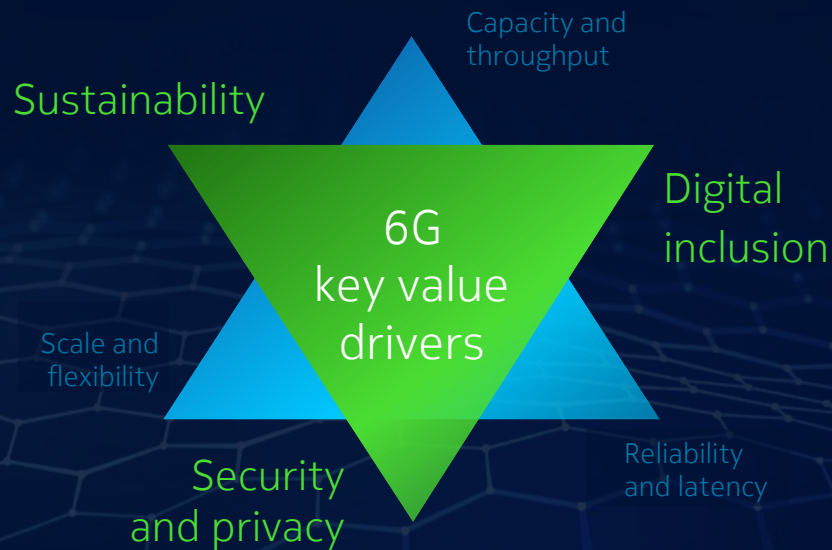 Capacity and
throughput
Sustainability
Digital
inclusion
6G
key value
drivers
Scale and
flexibility
Reliability
and latency
Security
and privacy